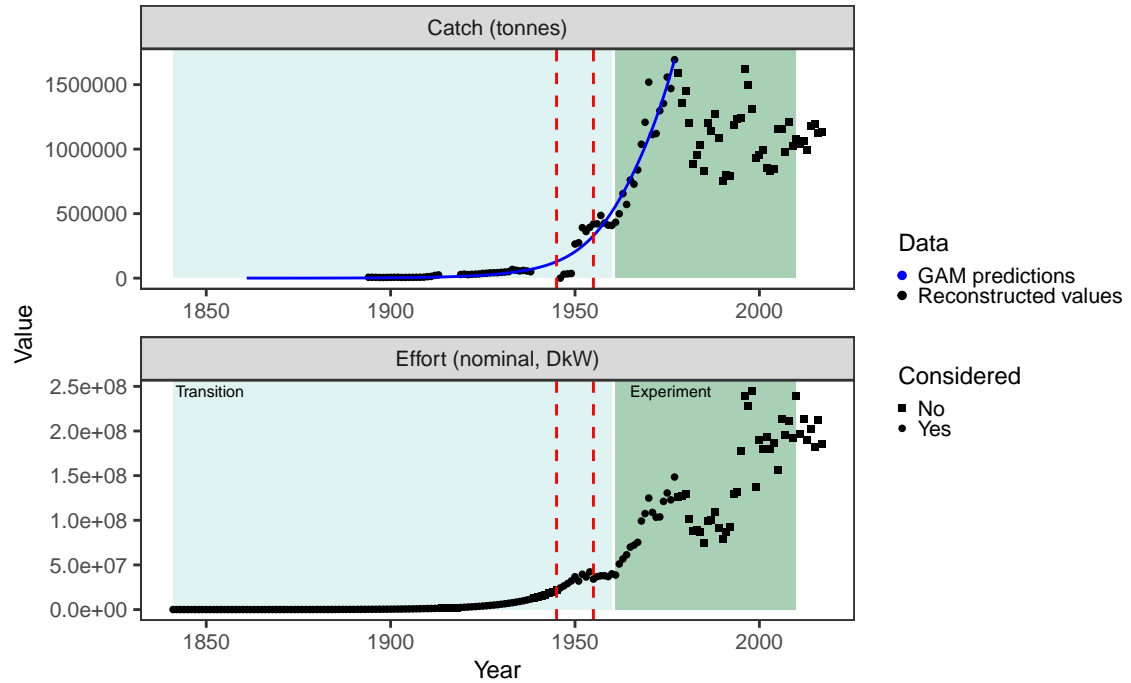 Catch (tonnes)
1500000
1000000
500000
0
1850
1900
1950
2000
Value
Effort (nominal, DkW)
2.5e+08
2.0e+08
1.5e+08
1.0e+08
5.0e+07
0.0e+00
Transition
Experiment
1850
1900
1950
2000
Year
Data
GAM predictions
Reconstructed values
Considered
No
Yes